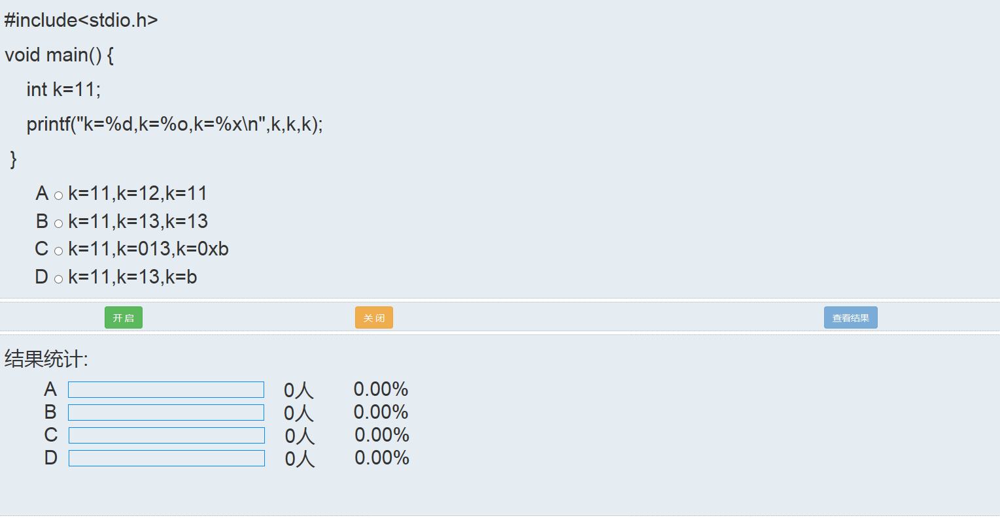 #include<stdio.h>
void main() {
int k=11;
printf("k=%d,k=%o,k=%x\n",k,k,k);
}
A k=11,k=12,k=11
B k=11,k=13,k=13
C k=11,k=013,k=0xb
D k=11,k=13,k=b
开 启 关 闭 查看结果
结果统计:
A 0人 0.00%
B 0人 0.00%
C 0人 0.00%
D 0人 0.00%